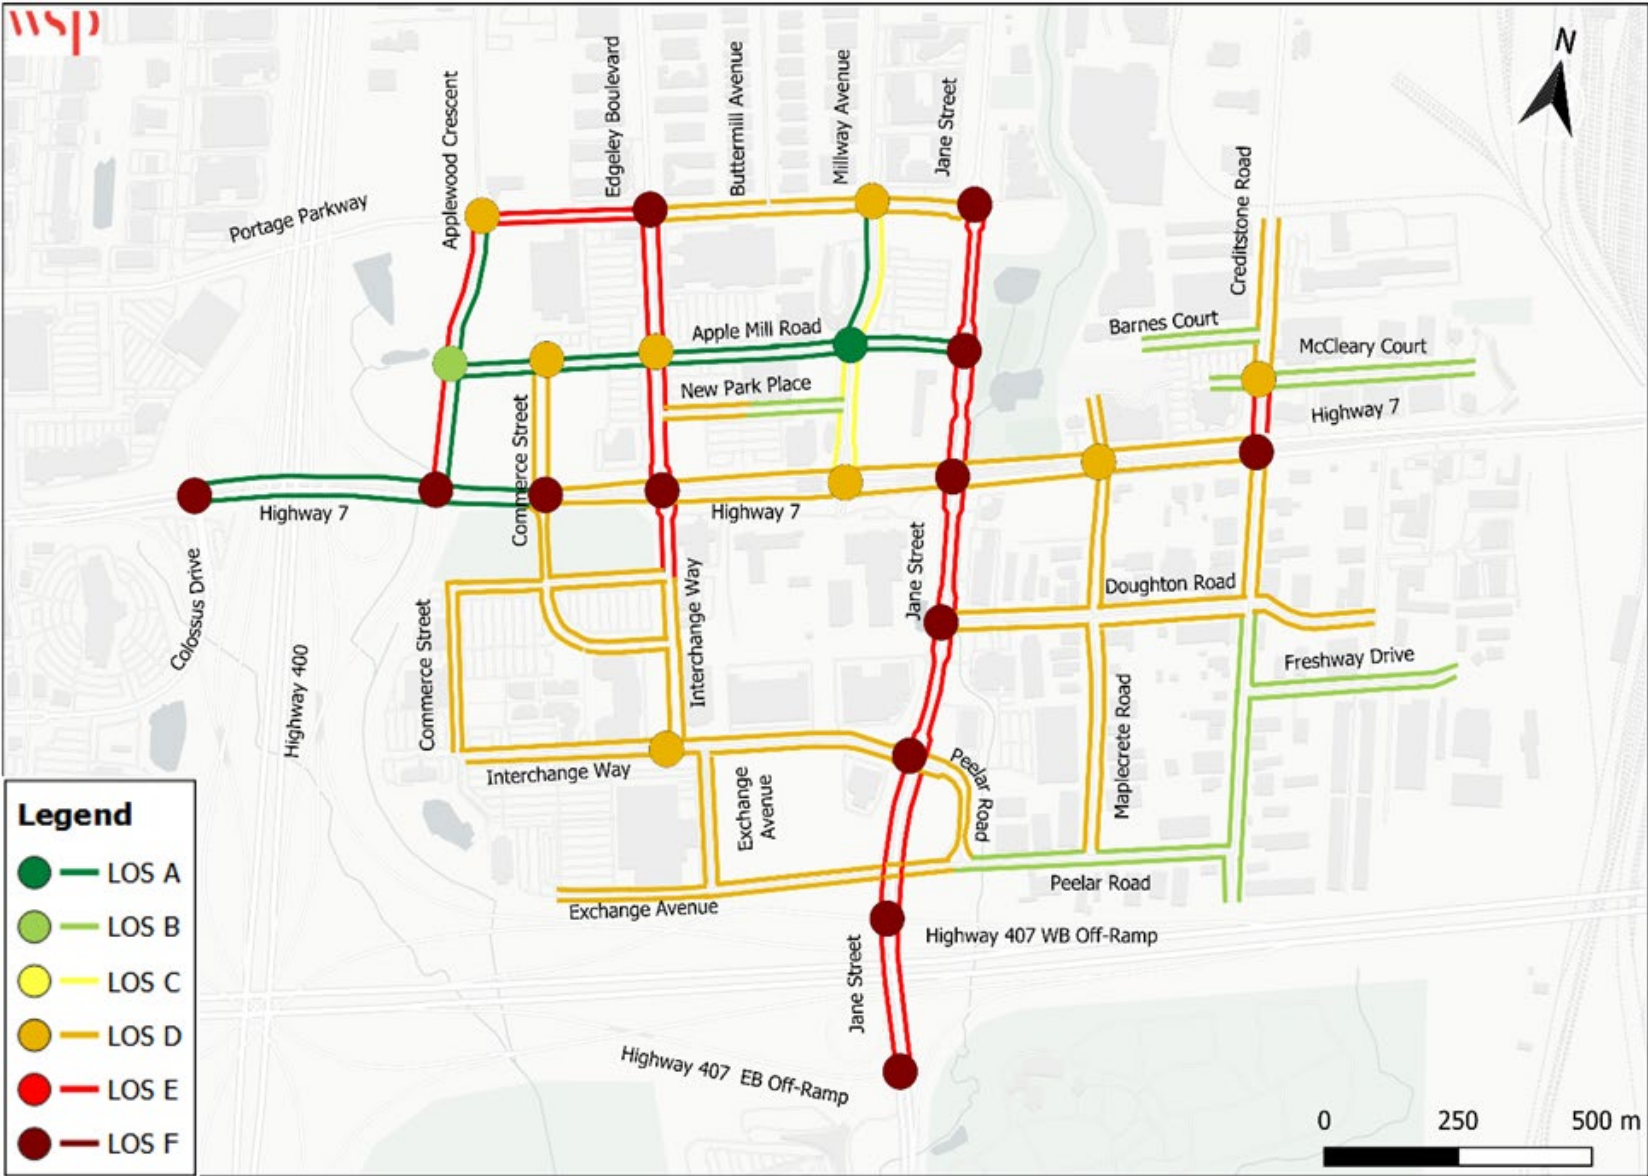 wsp
N
Applewood Crescent
Edgeley Boulevard
Buttermill Avenue
Millway Avenue
Jane Street
Portage Parkway
Creditstone Road
Barnes Court
McCleary Court
Apple Mill Road
New Park Place
Highway 7
Commerce Street
Highway 7
Highway 7
Colossus Drive
Highway 400
Commerce Street
Interchange Way
Jane Street
Doughton Road
Freshway Drive
Interchange Way
Exchange
Avenue
Peelar Road
Maplecrete Road
Peelar Road
Exchange Avenue
Highway 407 WB Off-Ramp
Jane Street
Highway 407 EB Off-Ramp
Legend
LOS A
LOS B
LOS C
LOS D
LOS E
LOS F
0 250 500 m